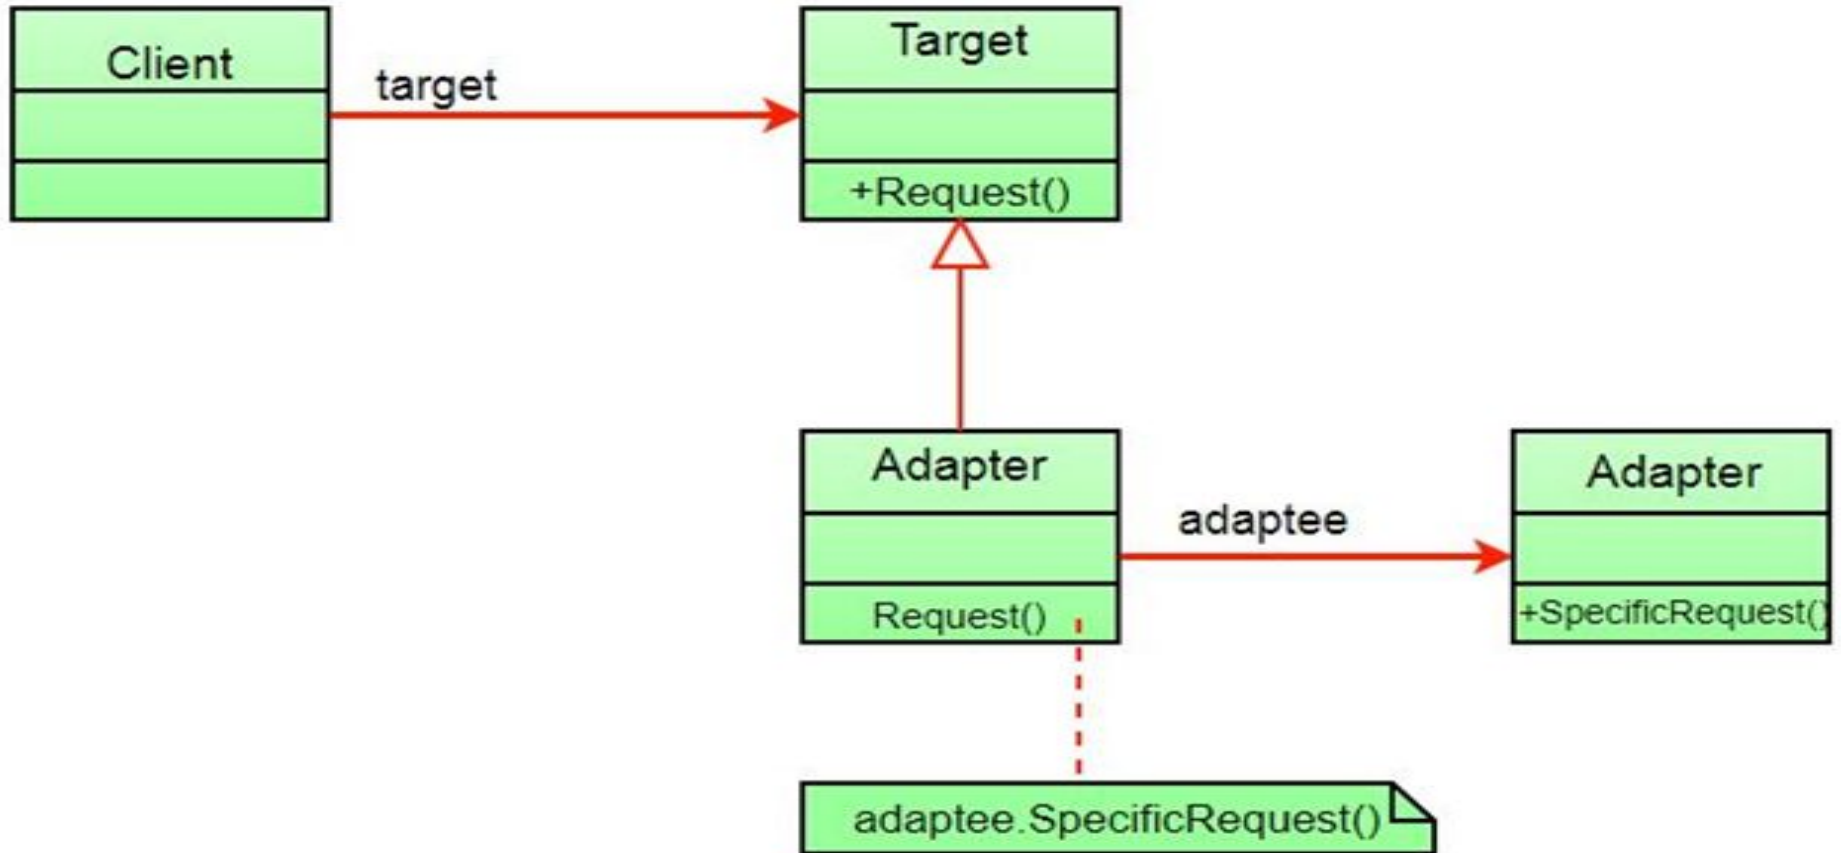 Client
target
Target
+Request()
Adapter
Request()
adaptee
Adapter
+SpecificRequest()
adaptee.SpecificRequest()